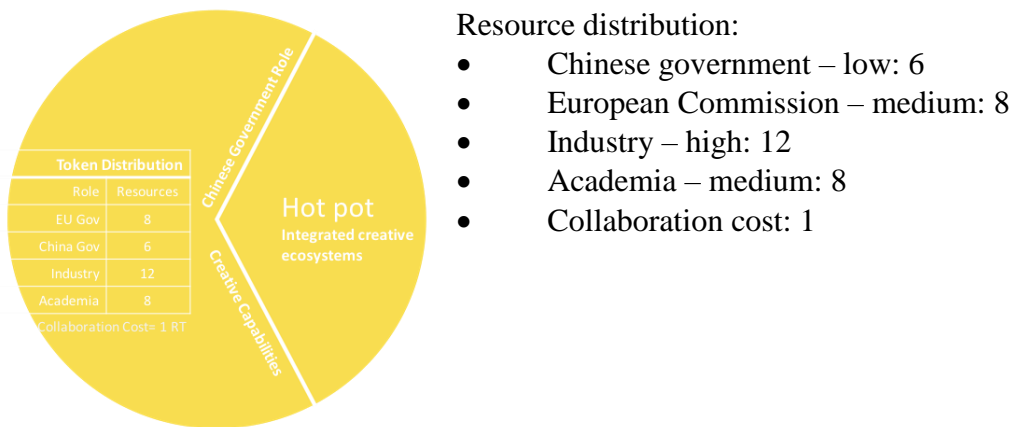 Chinese Government Role
Token Distribution
Role Resources
EU Gov 8
China Gov 6
Industry 12
Academia 8
Collaboration Cost= 1 RT
Hot pot
Integrated creative
ecosystems
Creative Capabilities
Resource distribution:
• Chinese government – low: 6
• European Commission – medium: 8
• Industry – high: 12
• Academia – medium: 8
• Collaboration cost: 1